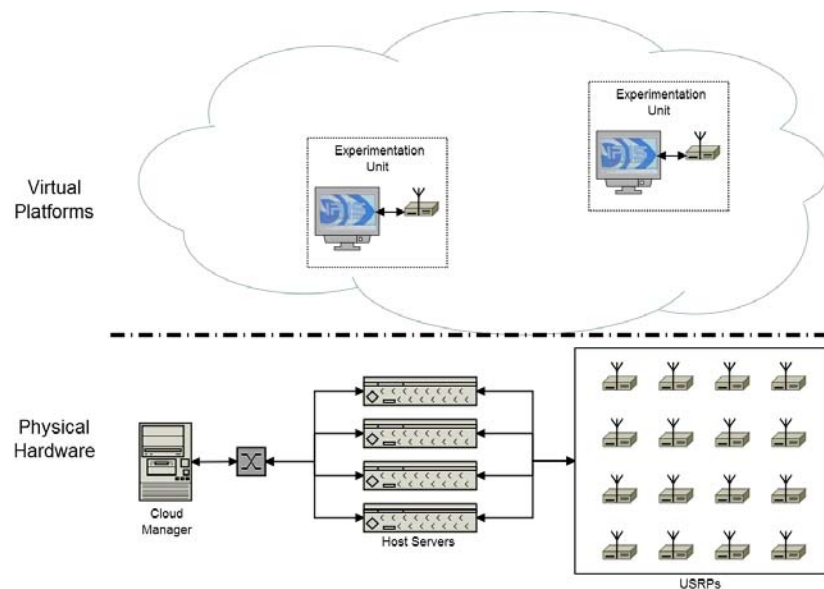 Experimentation
Unit
Experimentation
Unit
Virtual
Platforms
Physical
Hardware
Cloud
Manager
Host Servers
USRPs